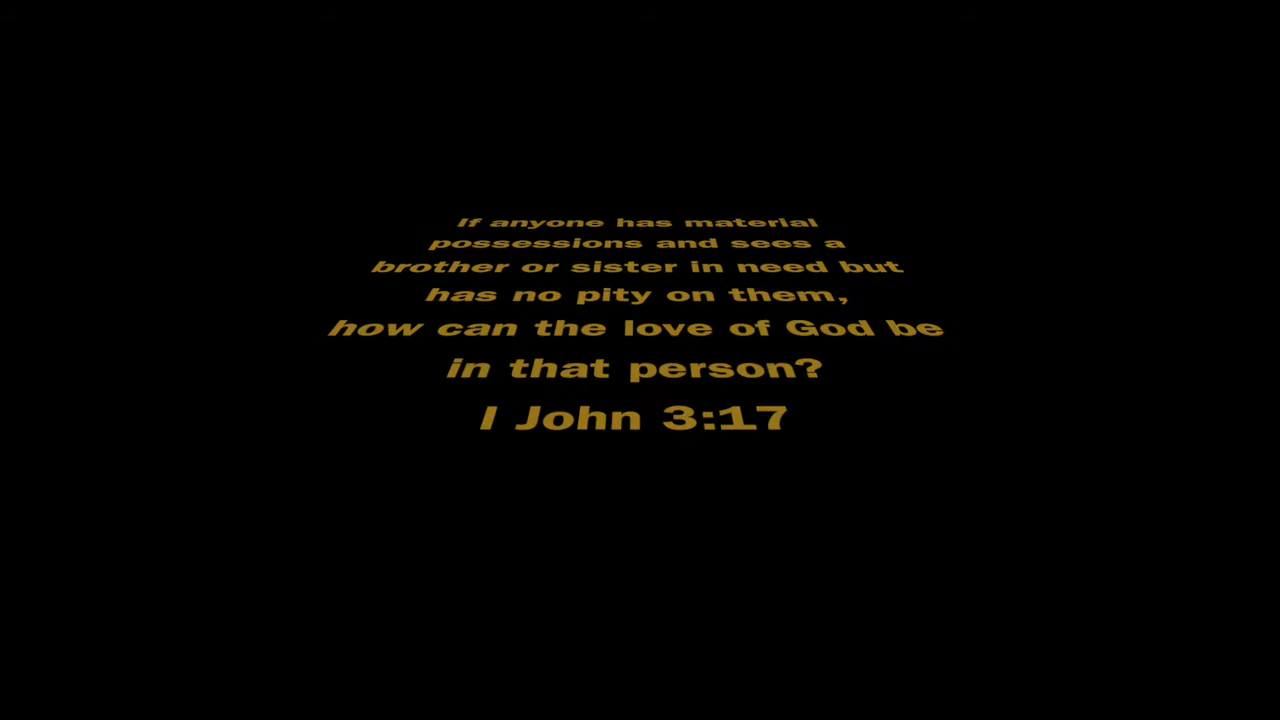 If anyone has material
possessions and sees a
brother or sister in need but
has no pity on them,
how can the love of God be
in that person?
I John 3:17